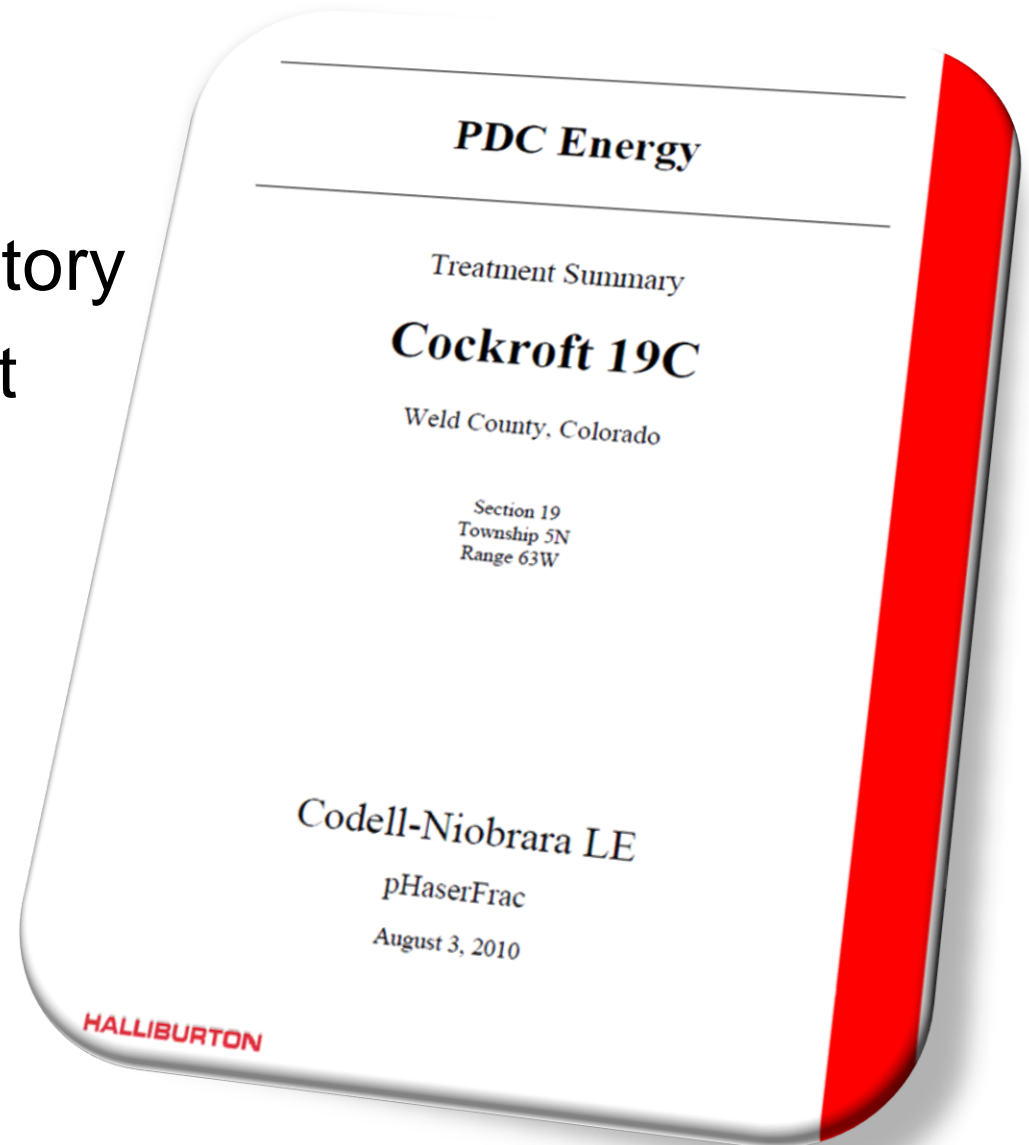 PDC Energy
tory
t
Treatment Summary
Cockroft 19C
Weld County, Colorado
Section 19
Township 5N
Range 63W
Codell-Niobrara LE
pHaserFrac
August 3, 2010
HALLIBURTON